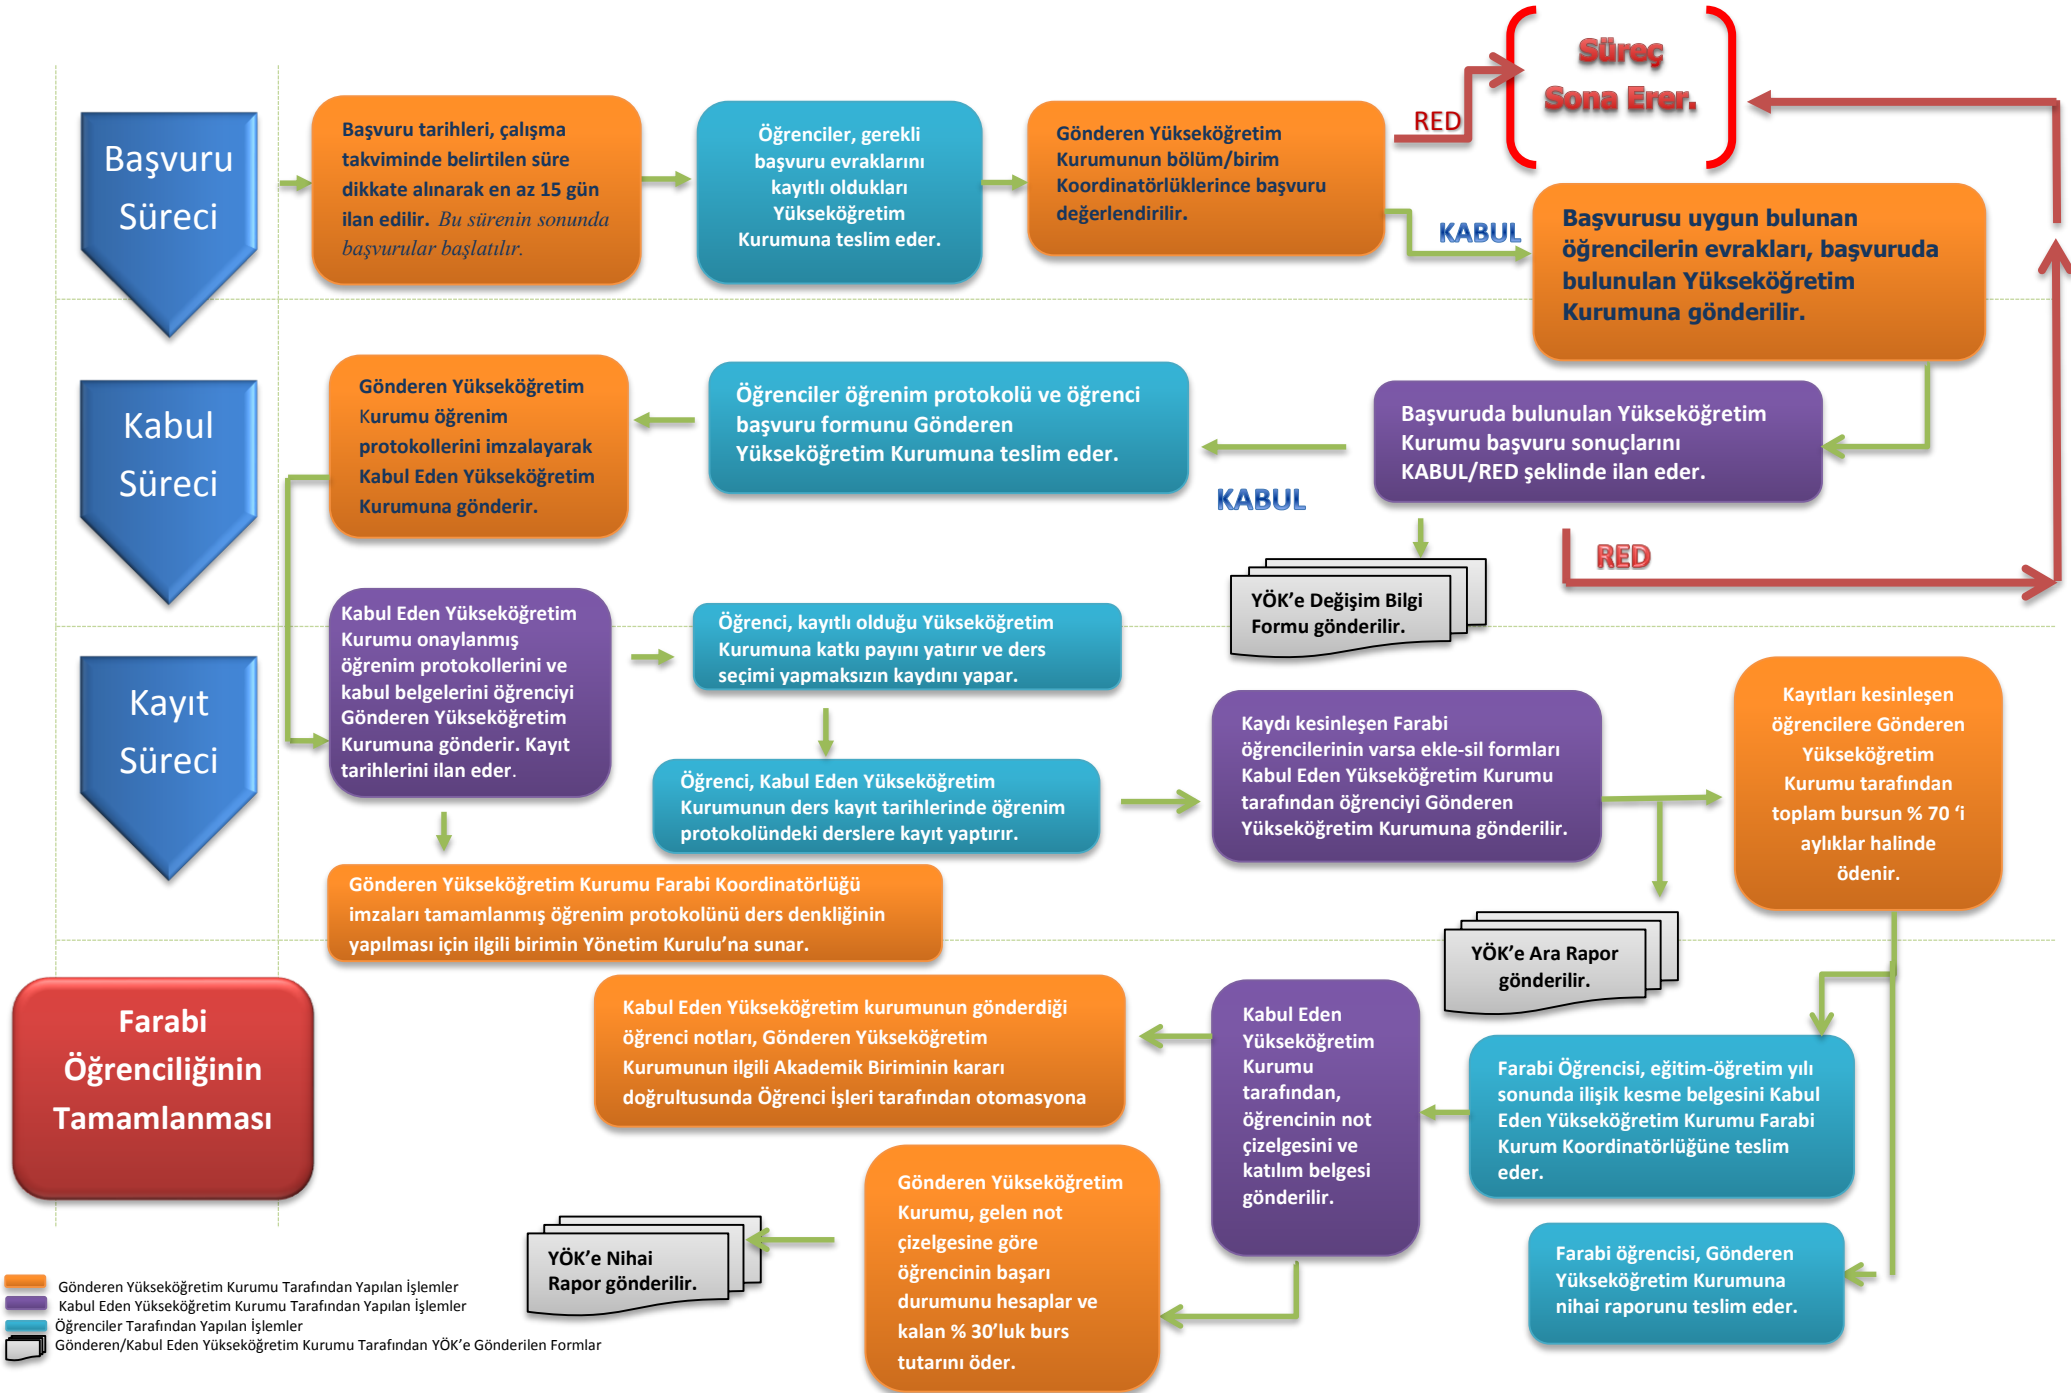 Süreç
Sona Erer.
Başvuru
Süreci
Başvuru tarihleri, çalışma
takviminde belirtilen süre
dikkate alınarak en az 15 gün
ilan edilir. Bu sürenin sonunda
başvurular başlatılır.
Öğrenciler, gerekli
başvuru evraklarını
kayıtlı oldukları
Yükseköğretim
Kurumuna teslim eder.
Gönderen Yükseköğretim
Kurumunun bölüm/birim
Koordinatörlüklerince başvuru
değerlendirilir.
RED
KABUL
Başvurusu uygun bulunan
öğrencilerin evrakları, başvuruda
bulunulan Yükseköğretim
Kurumuna gönderilir.
Kabul
Süreci
Gönderen Yükseköğretim
Kurumu öğrenim
protokollerini imzalayarak
Kabul Eden Yükseköğretim
Kurumuna gönderir.
Öğrenciler öğrenim protokolü ve öğrenci
başvuru formunu Gönderen
Yükseköğretim Kurumuna teslim eder.
KABUL
Başvuruda bulunulan Yükseköğretim
Kurumu başvuru sonuçlarını
KABUL/RED şeklinde ilan eder.
RED
YÖK’e Değişim Bilgi
Formu gönderilir.
Kayıt
Süreci
Kabul Eden Yükseköğretim
Kurumu onaylanmış
öğrenim protokollerini ve
kabul belgelerini öğrenciyi
Gönderen Yükseköğretim
Kurumuna gönderir. Kayıt
tarihlerini ilan eder.
Öğrenci, kayıtlı olduğu Yükseköğretim
Kurumuna katkı payını yatırır ve ders
seçimi yapmaksızın kaydını yapar.
Öğrenci, Kabul Eden Yükseköğretim
Kurumunun ders kayıt tarihlerinde öğrenim
protokolündeki derslere kayıt yaptırır.
Kaydı kesinleşen Farabi
öğrencilerinin varsa ekle-sil formları
Kabul Eden Yükseköğretim Kurumu
tarafından öğrenciyi Gönderen
Yükseköğretim Kurumuna gönderilir.
Kayıtları kesinleşen
öğrencilere Gönderen
Yükseköğretim
Kurumu tarafından
toplam bursun % 70 ‘i
aylıklar halinde
ödenir.
Gönderen Yükseköğretim Kurumu Farabi Koordinatörlüğü
imzaları tamamlanmış öğrenim protokolünü ders denkliğinin
yapılması için ilgili birimin Yönetim Kurulu’na sunar.
YÖK’e Ara Rapor
gönderilir.
Farabi
Öğrenciliğinin
Tamamlanması
Kabul Eden Yükseköğretim kurumunun gönderdiği
öğrenci notları, Gönderen Yükseköğretim
Kurumunun ilgili Akademik Biriminin kararı
doğrultusunda Öğrenci İşleri tarafından otomasyona
Kabul Eden
Yükseköğretim
Kurumu
tarafından,
öğrencinin not
çizelgesini ve
katılım belgesi
gönderilir.
Farabi Öğrencisi, eğitim-öğretim yılı
sonunda ilişik kesme belgesini Kabul
Eden Yükseköğretim Kurumu Farabi
Kurum Koordinatörlüğüne teslim
eder.
Gönderen Yükseköğretim
Kurumu, gelen not
çizelgesine göre
öğrencinin başarı
durumunu hesaplar ve
kalan % 30’luk burs
tutarını öder.
YÖK’e Nihai
Rapor gönderilir.
Farabi öğrencisi, Gönderen
Yükseköğretim Kurumuna
nihai raporunu teslim eder.
Gönderen Yükseköğretim Kurumu Tarafından Yapılan İşlemler
Kabul Eden Yükseköğretim Kurumu Tarafından Yapılan İşlemler
Öğrenciler Tarafından Yapılan İşlemler
Gönderen/Kabul Eden Yükseköğretim Kurumu Tarafından YÖK’e Gönderilen Formlar